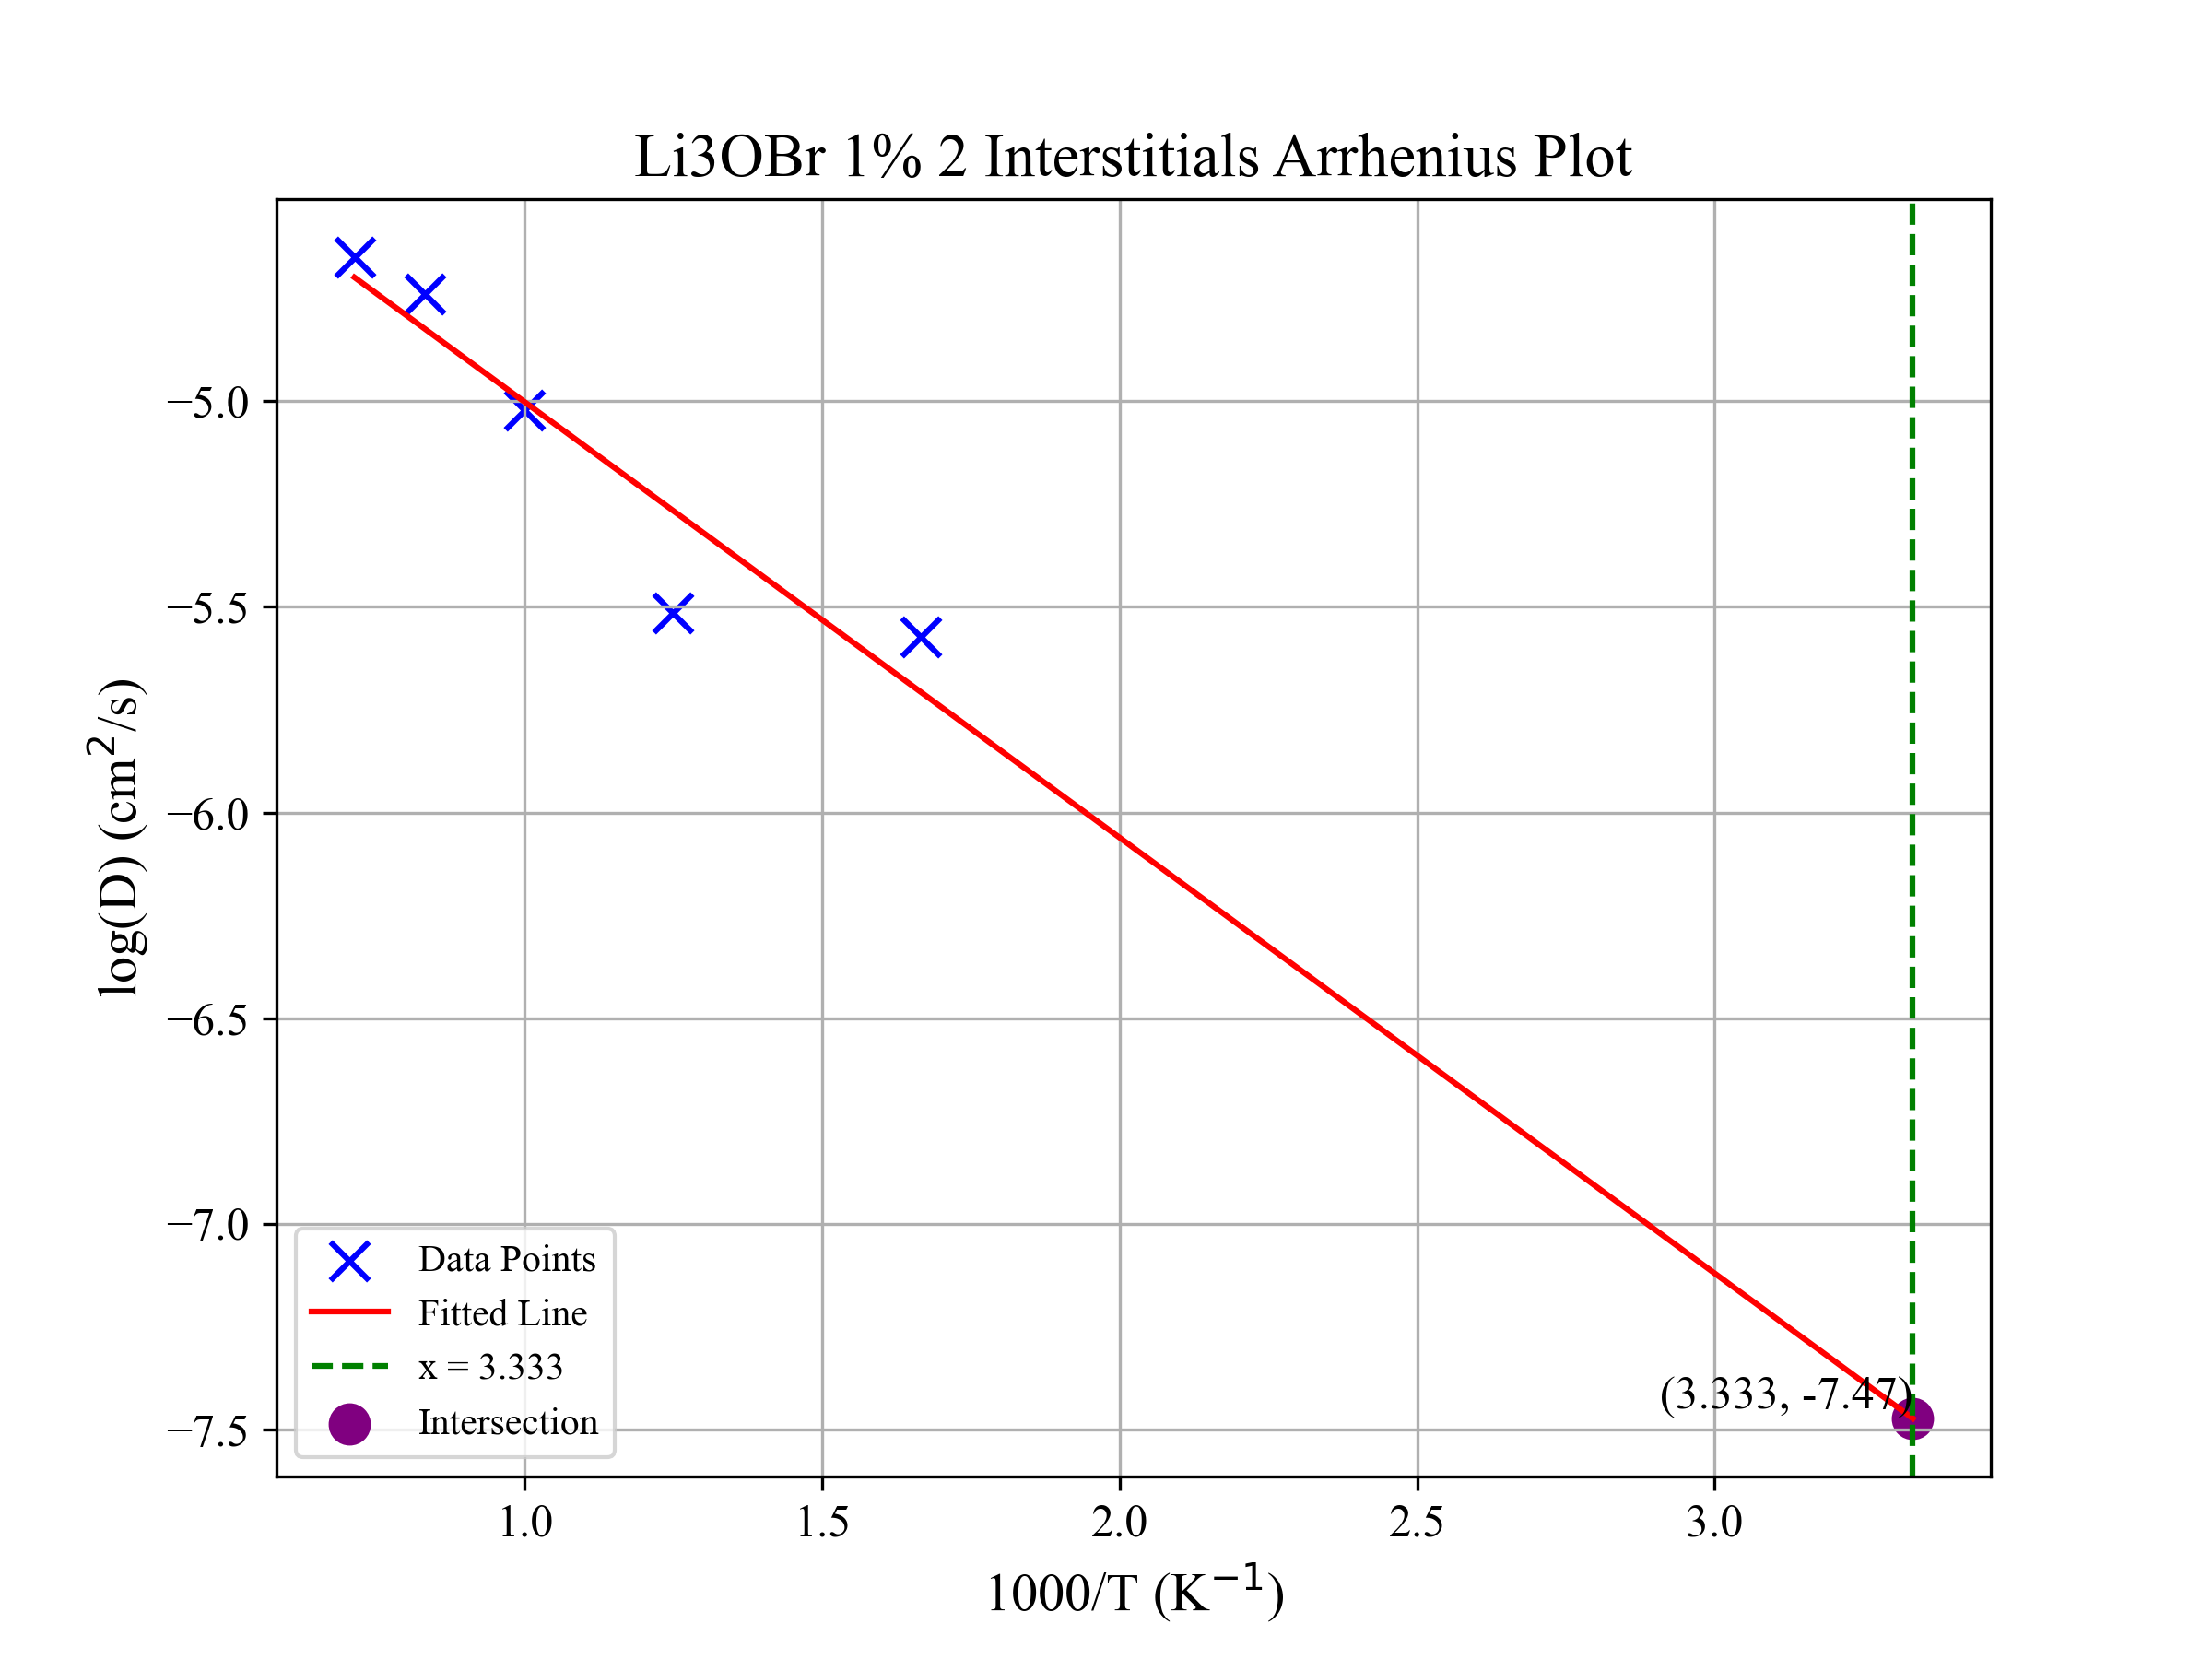 Li3OBr 1% 2 Interstitials Arrhenius Plot
log(D) (cm²/s)
−5.0
−5.5
−6.0
−6.5
−7.0
−7.5
Data Points
Fitted Line
x = 3.333
Intersection
(3.333, -7.47)
1.0 1.5 2.0 2.5 3.0
1000/T (K⁻¹)